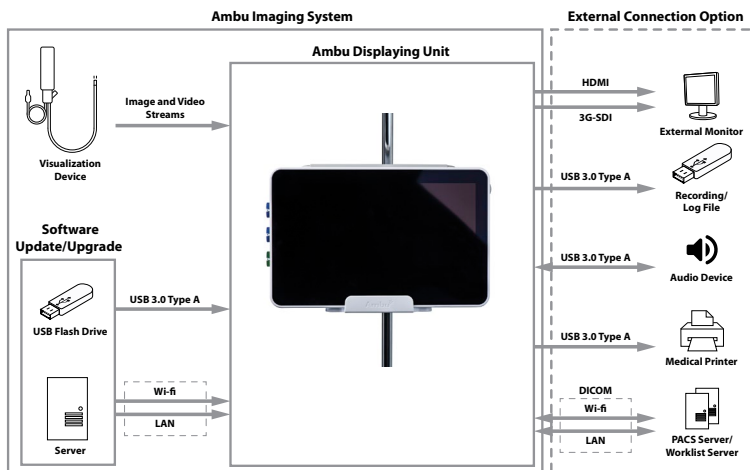 Ambu Imaging System
External Connection Option
Ambu Displaying Unit
Image and Video
Streams
Visualization
Device
Software
Update/Upgrade
USB Flash Drive
USB 3.0 Type A
Server
Wi-fi
LAN
HDMI
3G-SDI
External Monitor
USB 3.0 Type A
Recording/
Log File
USB 3.0 Type A
Audio Device
USB 3.0 Type A
Medical Printer
DICOM
Wi-fi
LAN
PACS Server/
Worklist Server